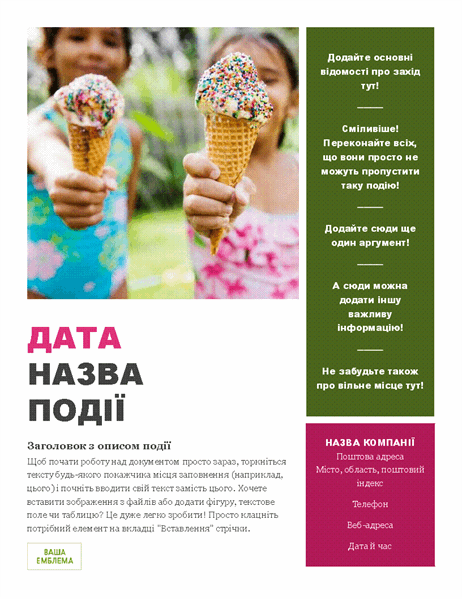 Додайте основні
відомості про захід
тут!
Сміливіше!
Переконайте всіх,
що вони просто не
можуть пропустити
таку подію!
Додайте сюди ще
один аргумент!
А сюди можна
додати іншу
важливу
інформацію!
Не забудьте також
про вільне місце тут!
ДАТА
НАЗВА
ПОДІЇ
Заголовок з описом події
Щоб почати роботу над документом просто зараз, торкніться
тексту будь-якого покажчика місця заповнення (наприклад,
цього) і почніть вводити свій текст замість цього. Хочете
вставити зображення з файлів або додати фігуру, текстове
поле чи таблицю? Це дуже легко зробити! Просто клацніть
потрібний елемент на вкладці "Вставлення" стрічки.
ВАША
ЕМБЛЕМА
НАЗВА КОМПАНІЇ
Поштова адреса
Місто, область, поштовий
індекс
Телефон
Веб-адреса
Дата й час